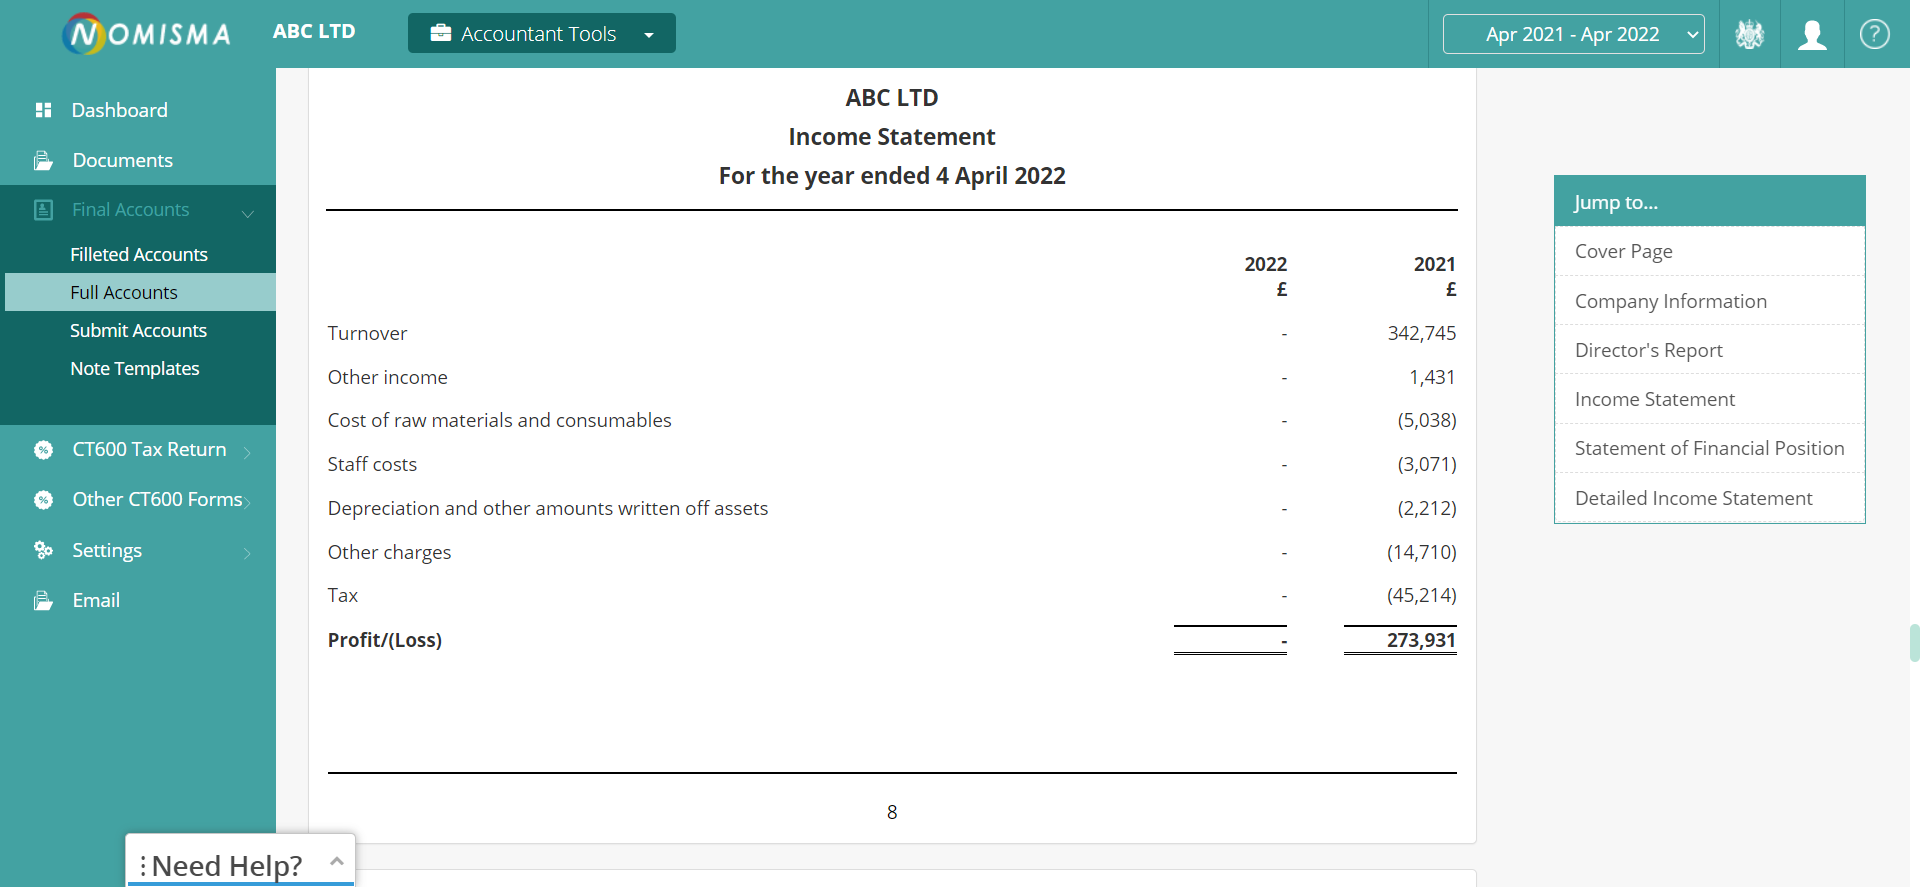 NOMISMA
ABC LTD
Accountant Tools
Apr 2021 - Apr 2022
?
Dashboard
Documents
Final Accounts
Filleted Accounts
Full Accounts
Submit Accounts
Note Templates
% CT600 Tax Return
% Other CT600 Forms
Settings
Email
ABC LTD
Income Statement
For the year ended 4 April 2022
2022 2021
£ £
Turnover - 342,745
Other income - 1,431
Cost of raw materials and consumables - (5,038)
Staff costs - (3,071)
Depreciation and other amounts written off assets - (2,212)
Other charges - (14,710)
Tax - (45,214)
Profit/(Loss) - 273,931
8
Jump to...
Cover Page
Company Information
Director's Report
Income Statement
Statement of Financial Position
Detailed Income Statement
Need Help?